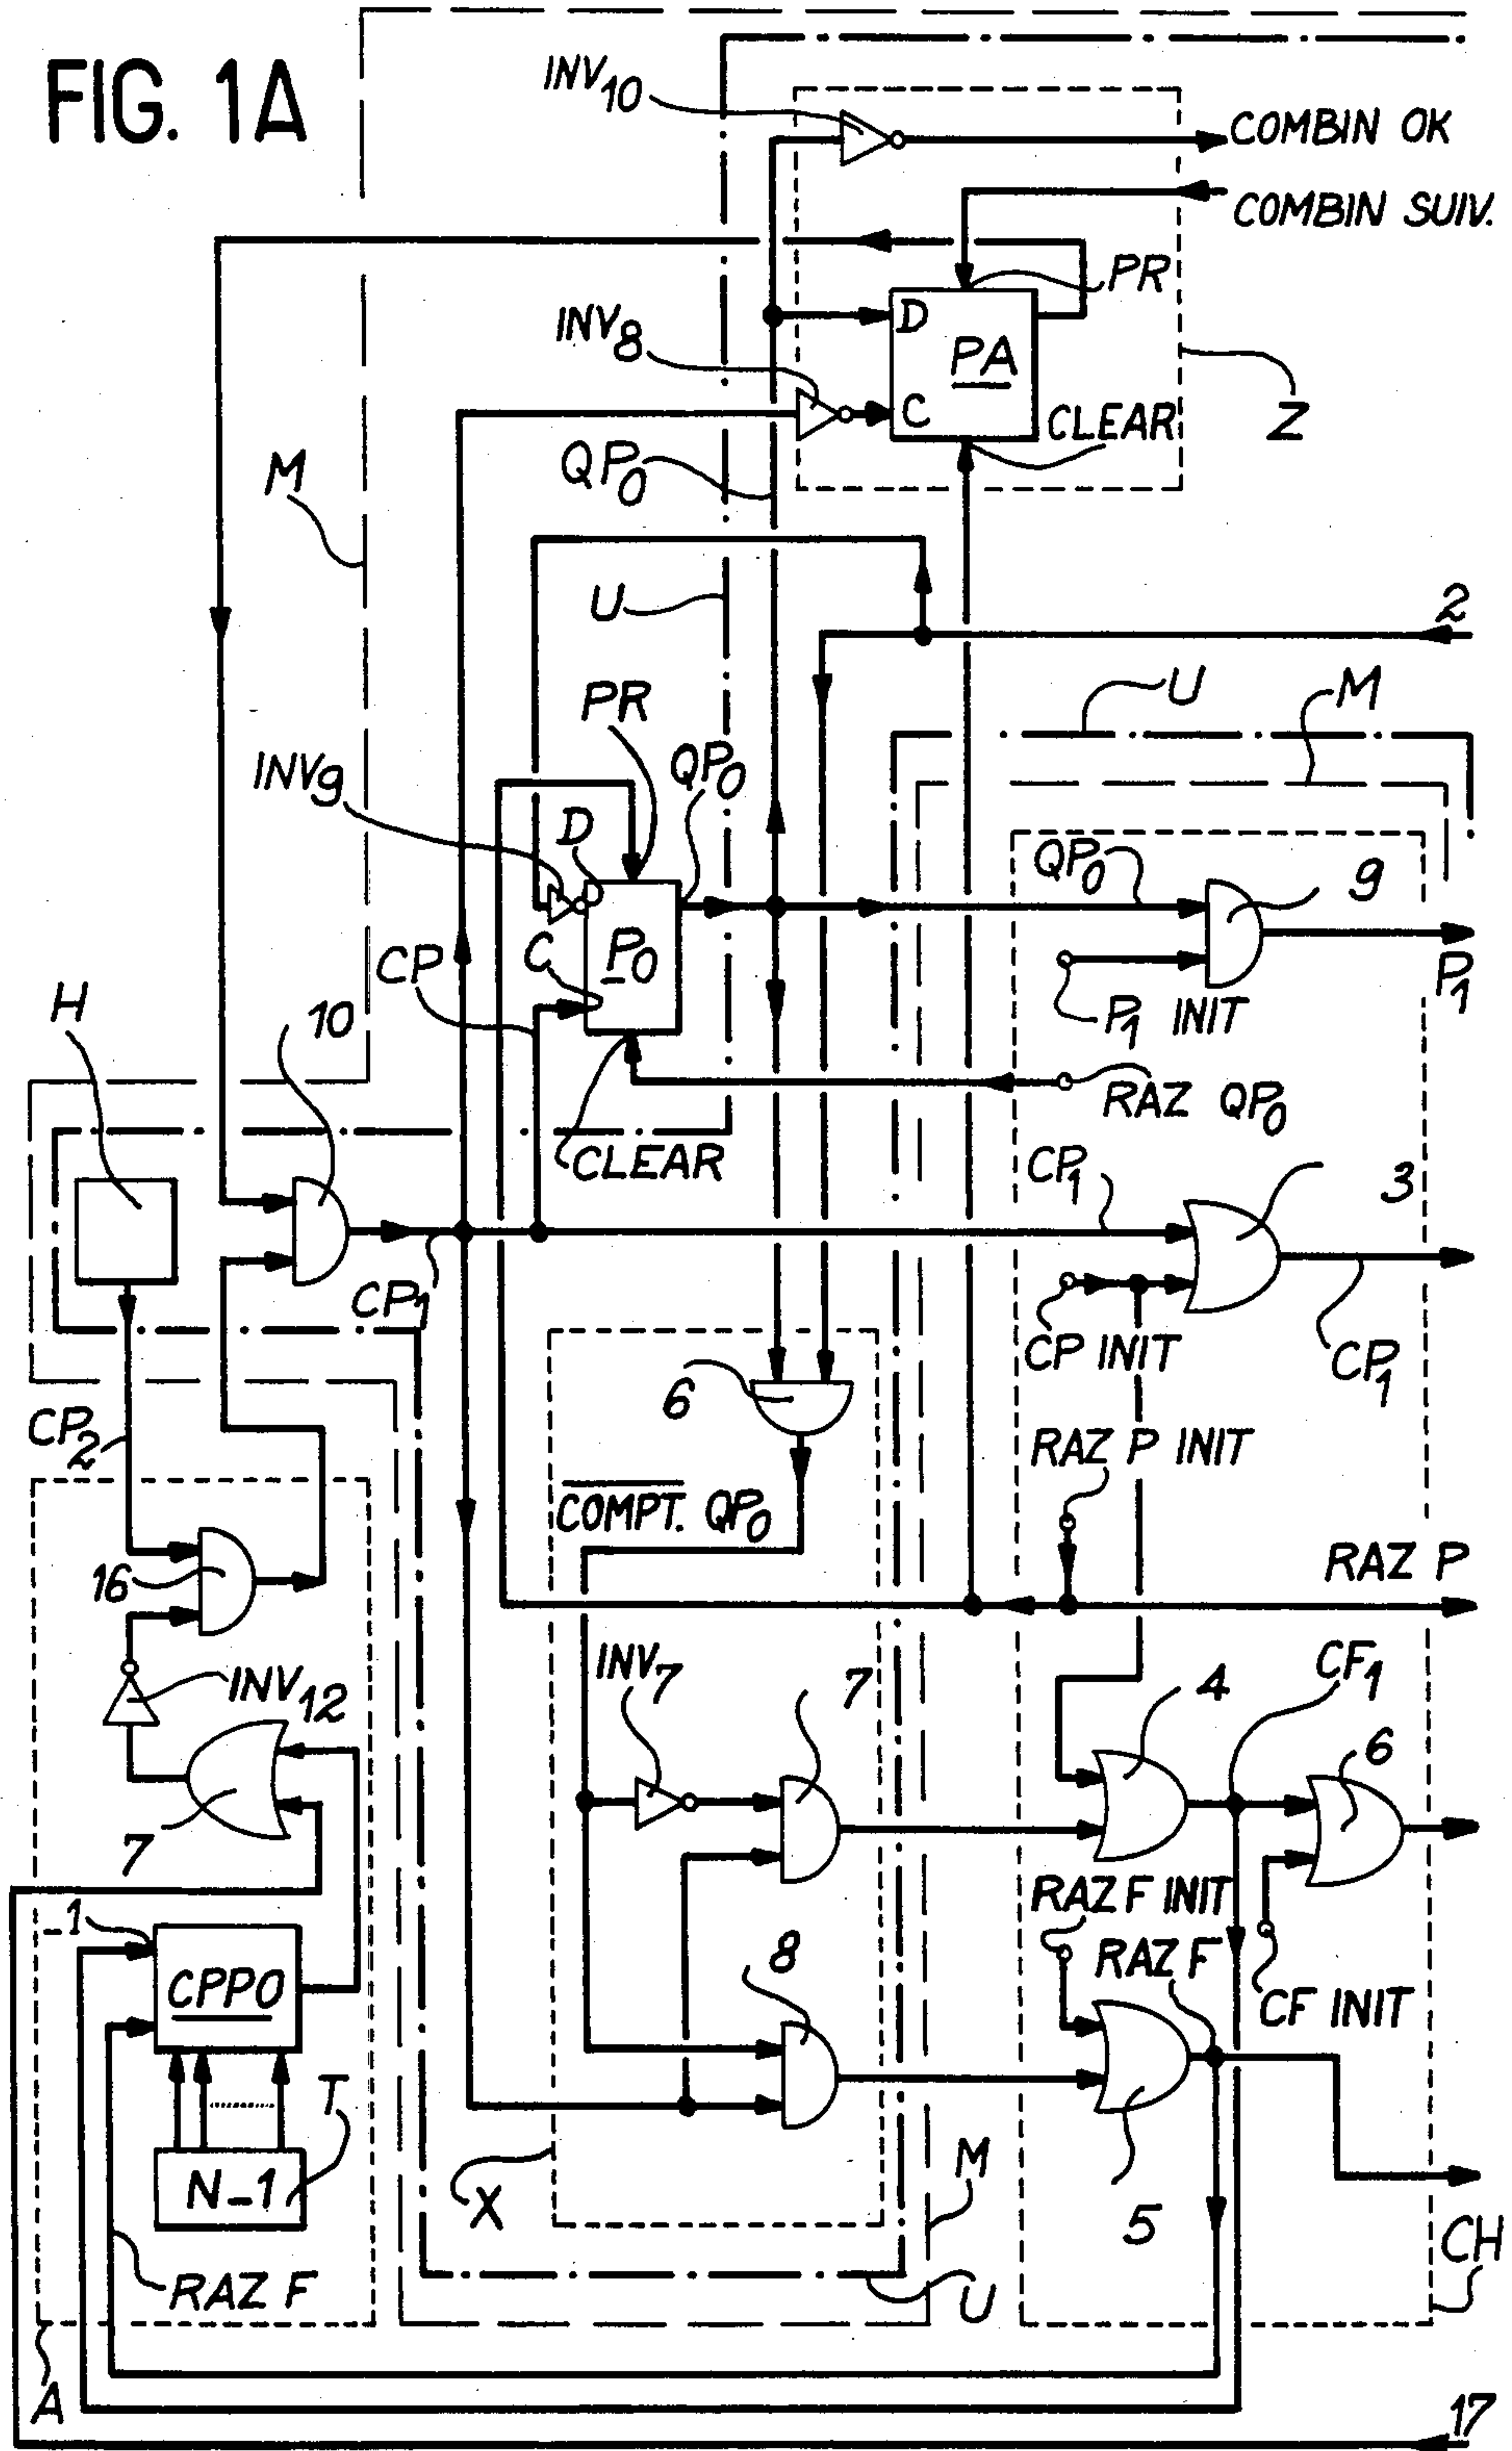 FIG. 1A
INV10
COMBIN OK
COMBIN SUIV.
PR
INV8
D
PA
C
CLEAR
Z
QP0
M
U
2
PR
U
M
INV9
QP0
D
QP0
9
CP
C
P0
H
10
P1 INIT
P1
RAZ QP0
CLEAR
CP1
3
CP1
CP INIT
CP1
6
CP2
RAZ P INIT
COMPT. QP0
RAZ P
16
INV7
7
4
CF1
INV12
6
7
RAZ F INIT
-1
8
RAZ F
CPPO
CF INIT
T
N-1
M
X
5
CH
RAZ F
U
A
17